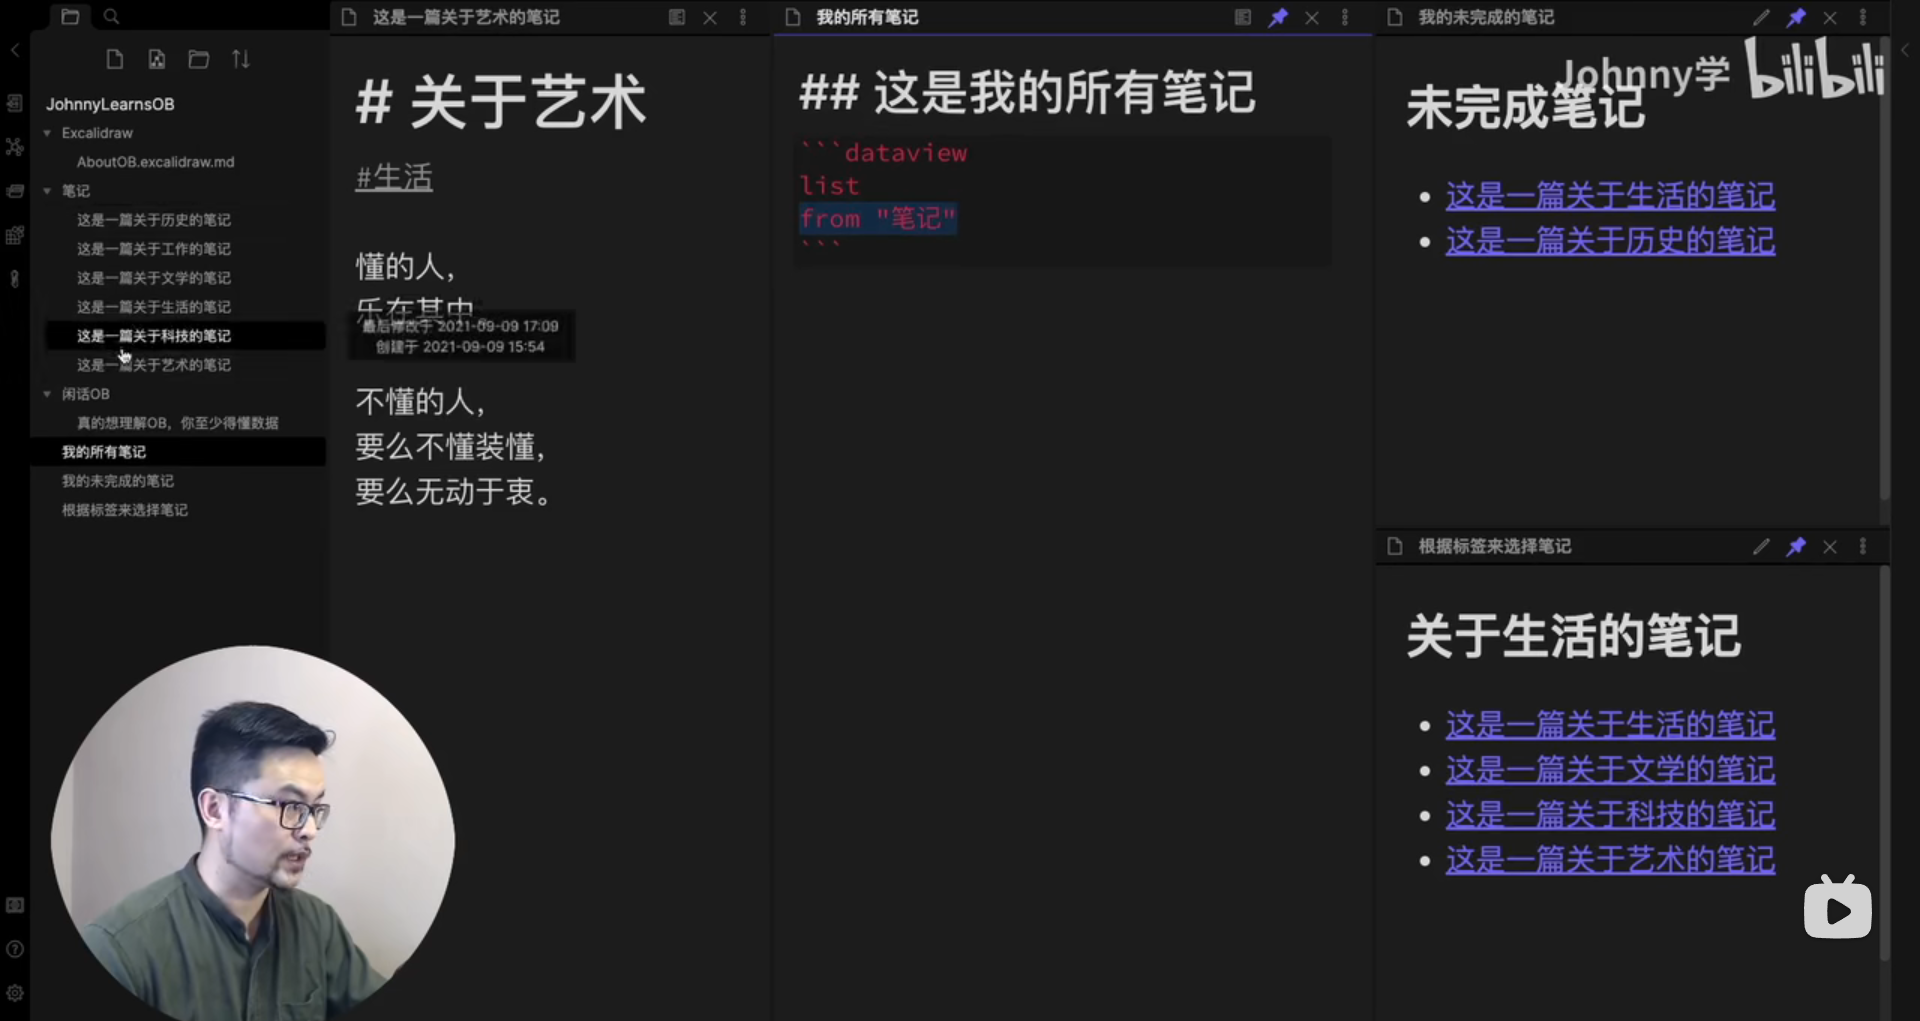 JohnnyLearnsOB
Excalidraw
AboutOB.excalidraw.md
笔记
这是一篇关于历史的笔记
这是一篇关于工作的笔记
这是一篇关于文学的笔记
这是一篇关于生活的笔记
这是一篇关于科技的笔记
这是一篇关于艺术的笔记
闲话OB
真的想理解OB，你至少得懂数据
我的所有笔记
我的未完成的笔记
根据标签来选择笔记
这是一篇关于艺术的笔记
# 关于艺术
#生活
懂的人，
乐在其中。
最后修改于 2021-09-09 17:09
创建于 2021-09-09 15:54
不懂的人，
要么不懂装懂，
要么无动于衷。
我的所有笔记
## 这是我的所有笔记
```dataview
list
from "笔记"
```
我的未完成的笔记
Johnny学 bilibili
未完成笔记
这是一篇关于生活的笔记
这是一篇关于历史的笔记
根据标签来选择笔记
关于生活的笔记
这是一篇关于生活的笔记
这是一篇关于文学的笔记
这是一篇关于科技的笔记
这是一篇关于艺术的笔记